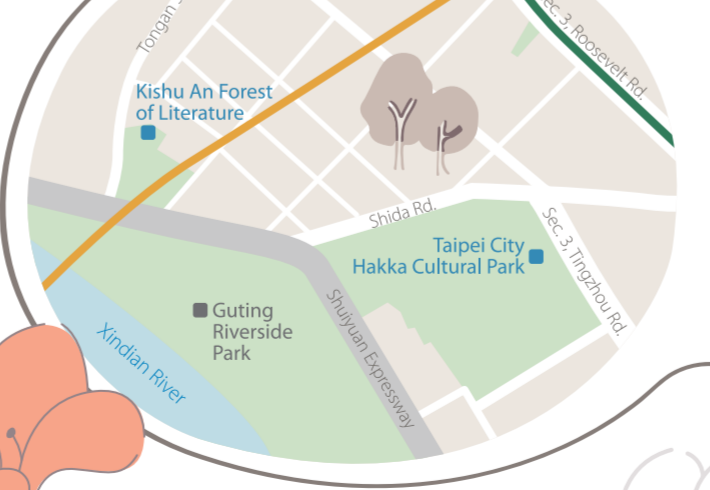 Tongan
Sec. 3, Roosevelt Rd.
Kishu An Forest
of Literature
Shida Rd.
Taipei City
Hakka Cultural Park
Sec. 3, Tingzhou Rd.
Guting
Riverside
Park
Shuiyuan Expressway
Xindian River